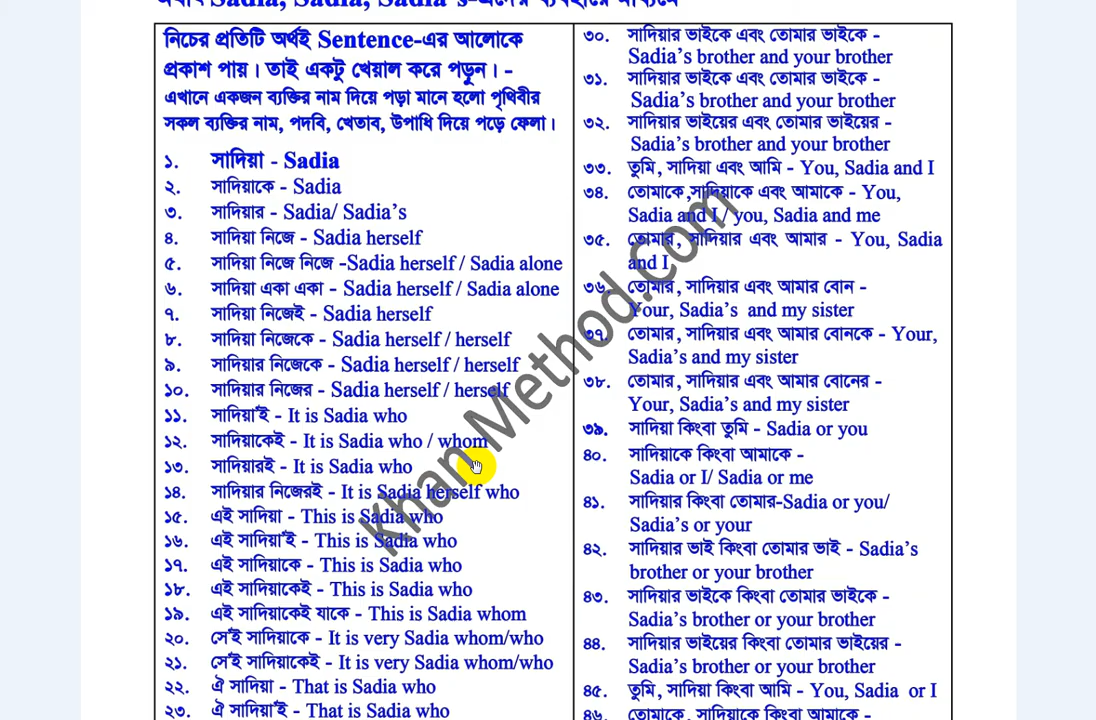 Sadia, Sadia, Sadia's-এদের ব্যবহারের মাধ্যমে
নিচের প্রতিটি অর্থই Sentence-এর আলোকে
প্রকাশ পায়। তাই একটু খেয়াল করে পড়ুন। -
এখানে একজন ব্যক্তির নাম দিয়ে পড়া মানে হলো পৃথিবীর
সকল ব্যক্তির নাম, পদবি, খেতাব, উপাধি দিয়ে পড়ে ফেলা।
১. সাদিয়া - Sadia
২. সাদিয়াকে - Sadia
৩. সাদিয়ার - Sadia/ Sadia's
৪. সাদিয়া নিজে - Sadia herself
৫. সাদিয়া নিজে নিজে -Sadia herself / Sadia alone
৬. সাদিয়া একা একা - Sadia herself / Sadia alone
৭. সাদিয়া নিজেই - Sadia herself
৮. সাদিয়া নিজেকে - Sadia herself / herself
৯. সাদিয়ার নিজেকে - Sadia herself / herself
১০. সাদিয়ার নিজের - Sadia herself / herself
১১. সাদিয়া'ই - It is Sadia who
১২. সাদিয়াকেই - It is Sadia who / whom
১৩. সাদিয়ারই - It is Sadia who
১৪. সাদিয়ার নিজেরই - It is Sadia herself who
১৫. এই সাদিয়া - This is Sadia who
১৬. এই সাদিয়া'ই - This is Sadia who
১৭. এই সাদিয়াকে - This is Sadia who
১৮. এই সাদিয়াকেই - This is Sadia who
১৯. এই সাদিয়াকেই যাকে - This is Sadia whom
২০. সে'ই সাদিয়াকে - It is very Sadia whom/who
২১. সে'ই সাদিয়াকেই - It is very Sadia whom/who
২২. ঐ সাদিয়া - That is Sadia who
২৩. ঐ সাদিয়া'ই - That is Sadia who
৩০. সাদিয়ার ভাইকে এবং তোমার ভাইকে -
Sadia's brother and your brother
৩১. সাদিয়ার ভাইকে এবং তোমার ভাইকে -
Sadia's brother and your brother
৩২. সাদিয়ার ভাইয়ের এবং তোমার ভাইয়ের -
Sadia's brother and your brother
৩৩. তুমি, সাদিয়া এবং আমি - You, Sadia and I
৩৪. তোমাকে ,সাদিয়াকে এবং আমাকে - You,
Sadia and I / you, Sadia and me
৩৫. তোমার, সাদিয়ার এবং আমার - You, Sadia
and I
৩৬. তোমার, সাদিয়ার এবং আমার বোন -
Your, Sadia's and my sister
৩৭. তোমার, সাদিয়ার এবং আমার বোনকে - Your,
Sadia's and my sister
৩৮. তোমার, সাদিয়ার এবং আমার বোনের -
Your, Sadia's and my sister
৩৯. সাদিয়া কিংবা তুমি - Sadia or you
৪০. সাদিয়াকে কিংবা আমাকে -
Sadia or I/ Sadia or me
৪১. সাদিয়ার কিংবা তোমার-Sadia or you/
Sadia's or your
৪২. সাদিয়ার ভাই কিংবা তোমার ভাই - Sadia's
brother or your brother
৪৩. সাদিয়ার ভাইকে কিংবা তোমার ভাইকে -
Sadia's brother or your brother
৪৪. সাদিয়ার ভাইয়ের কিংবা তোমার ভাইয়ের -
Sadia's brother or your brother
৪৫. তুমি, সাদিয়া কিংবা আমি - You, Sadia or I
৪৬. তোমাকে, সাদিয়াকে কিংবা আমাকে -
Khan Method.Com